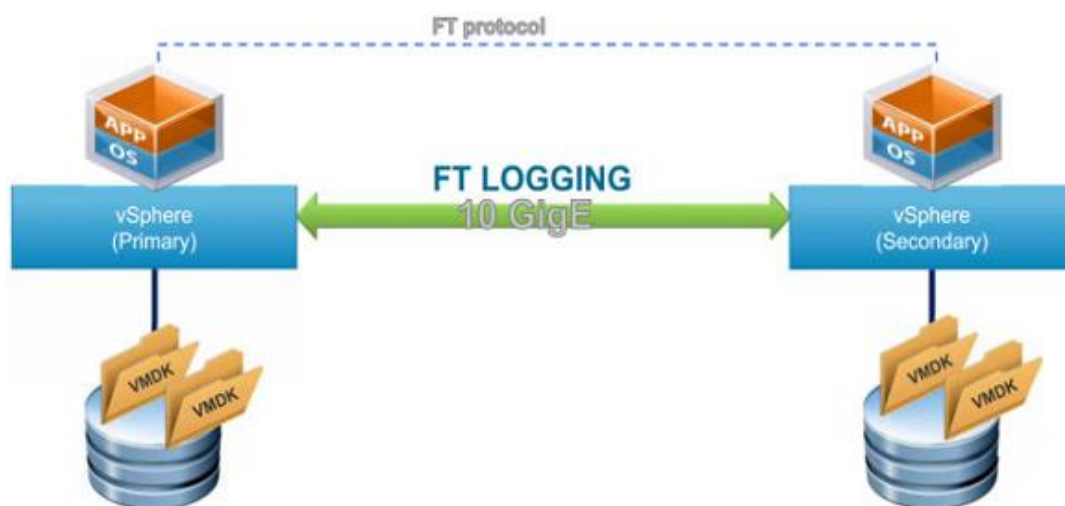 FT protocol
APP
OS
APP
OS
FT LOGGING
10 GigE
vSphere
(Primary)
vSphere
(Secondary)
VMDK
VMDK
VMDK
VMDK